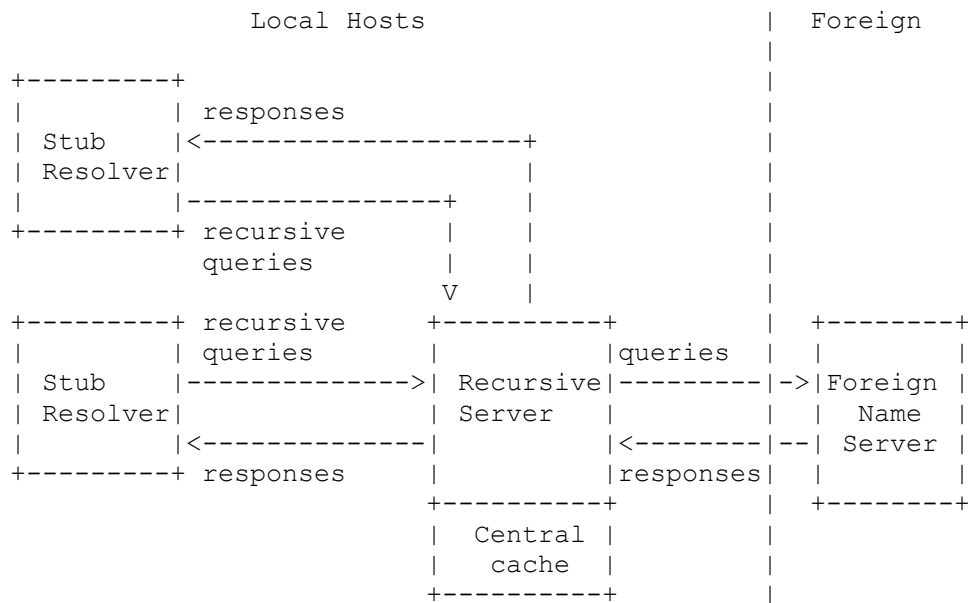 Local Hosts | Foreign
|
+---------+ |
| | responses |
| Stub |<--------------------+ |
| Resolver| | |
| |----------------+ | |
+---------+ recursive | | |
queries | | |
V | |
+---------+ recursive +----------+ | +--------+
| | queries | |queries | | |
| Stub |-------------->| Recursive|---------|->|Foreign |
| Resolver| | Server | | | Name |
| |<--------------| |<--------|--| Server |
+---------+ responses | |responses| | |
+----------+ | +--------+
| Central | |
| cache | |
+----------+ |